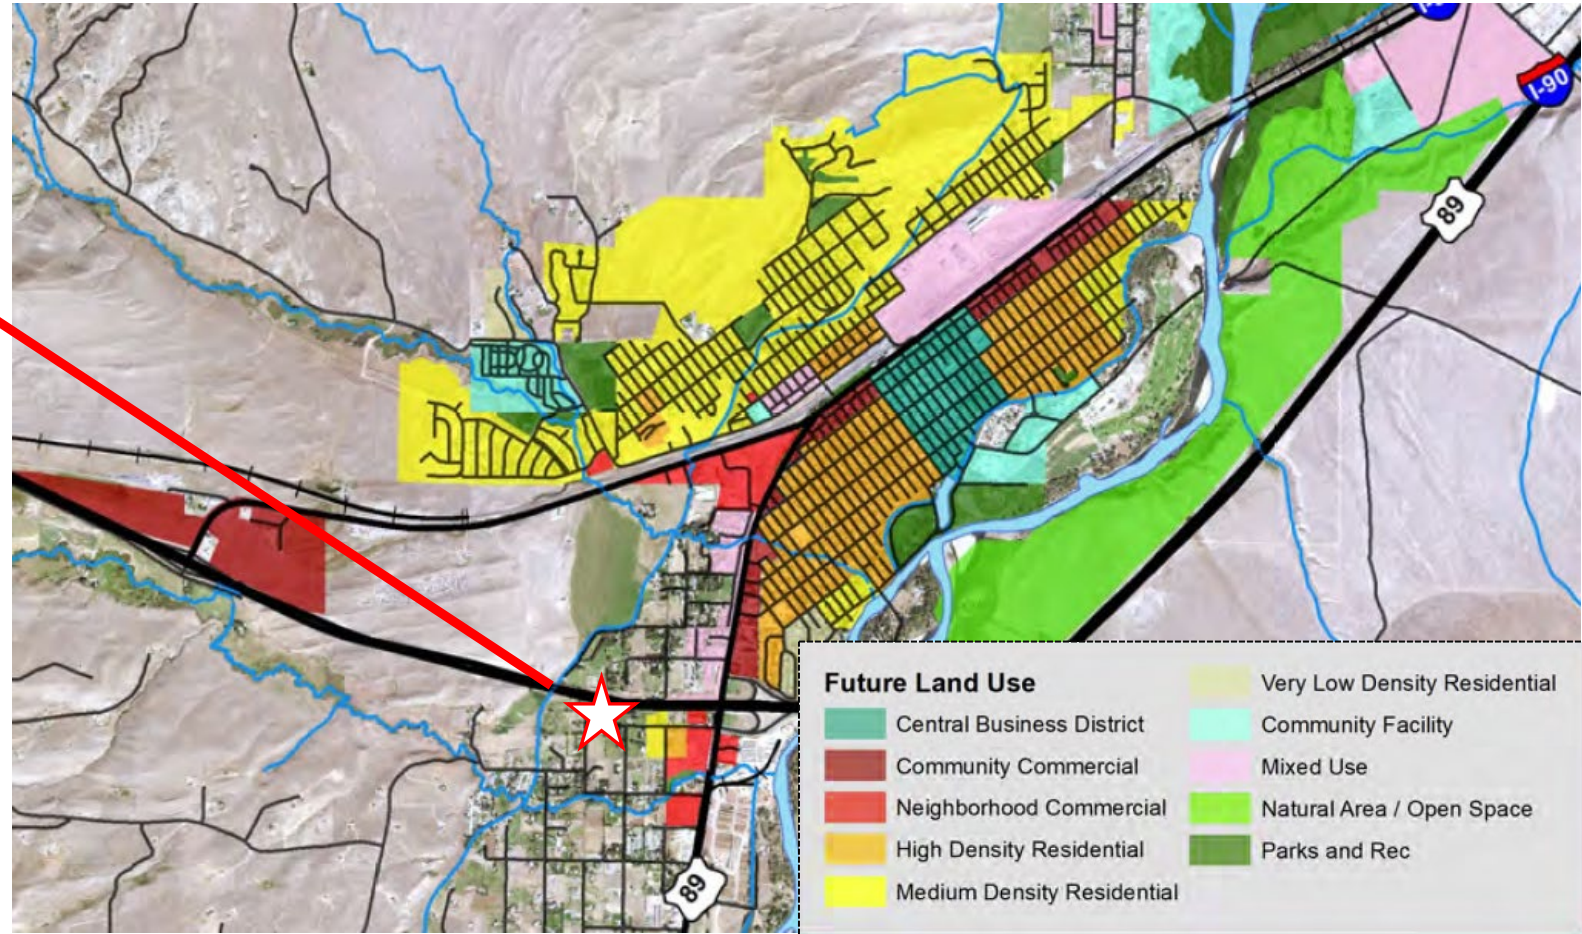 I-90
89
Future Land Use
Central Business District
Community Commercial
Neighborhood Commercial
High Density Residential
Medium Density Residential
Very Low Density Residential
Community Facility
Mixed Use
Natural Area / Open Space
Parks and Rec
89